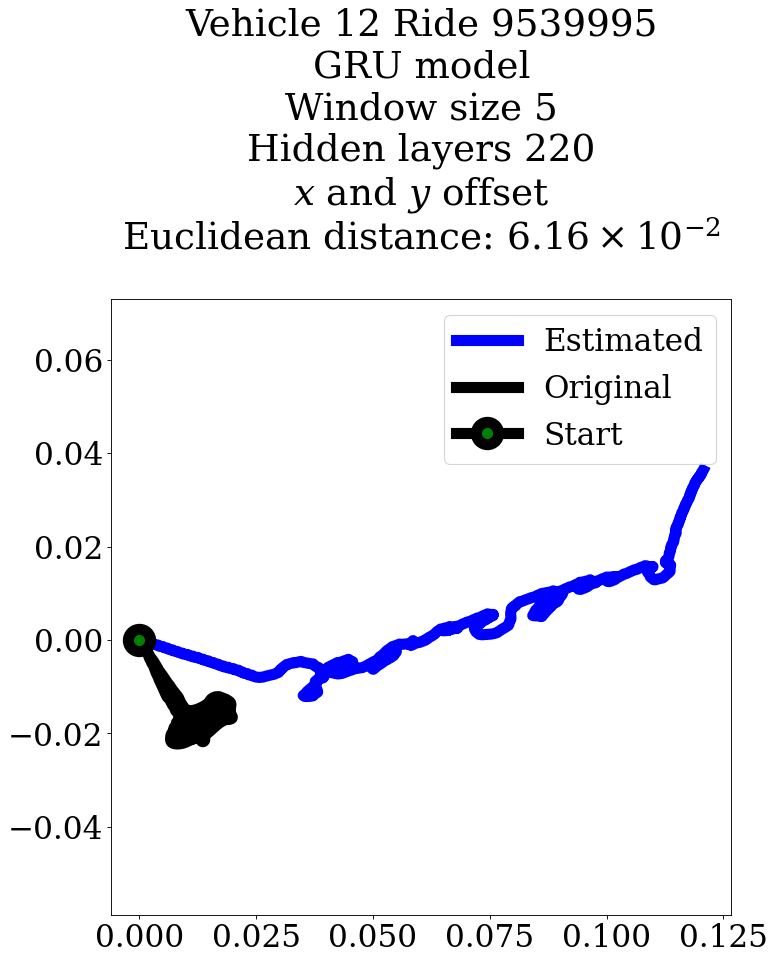 Vehicle 12 Ride 9539995
GRU model
Window size 5
Hidden layers 220
x and y offset
Euclidean distance: 6.16 × 10⁻²
Estimated
Original
Start
0.06
0.04
0.02
0.00
−0.02
−0.04
0.000 0.025 0.050 0.075 0.100 0.125